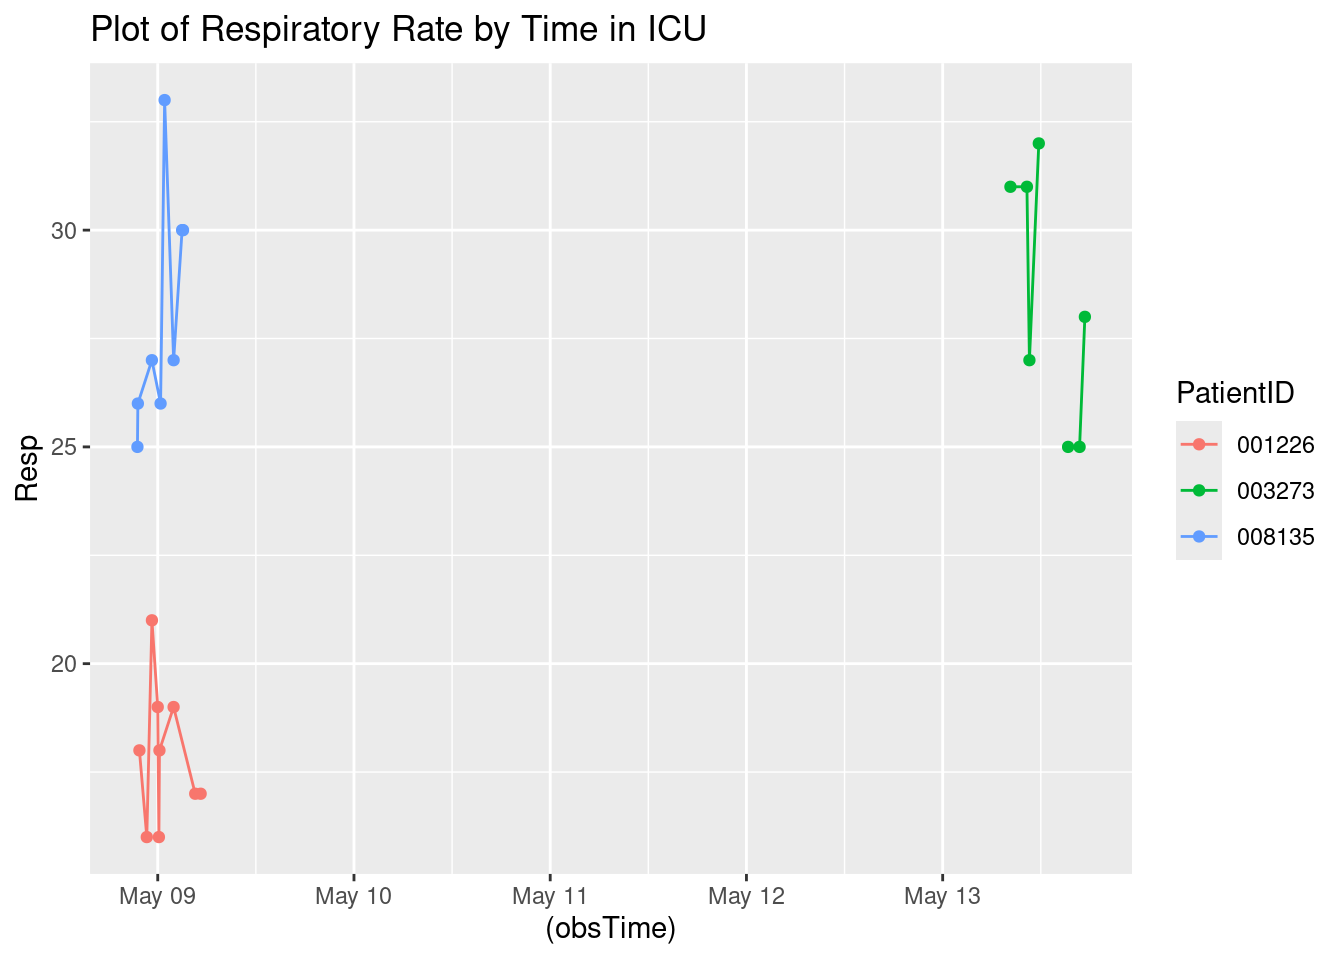 Plot of Respiratory Rate by Time in ICU
Resp
30
25
20
May 09
May 10
May 11
May 12
May 13
(obsTime)
PatientID
001226
003273
008135